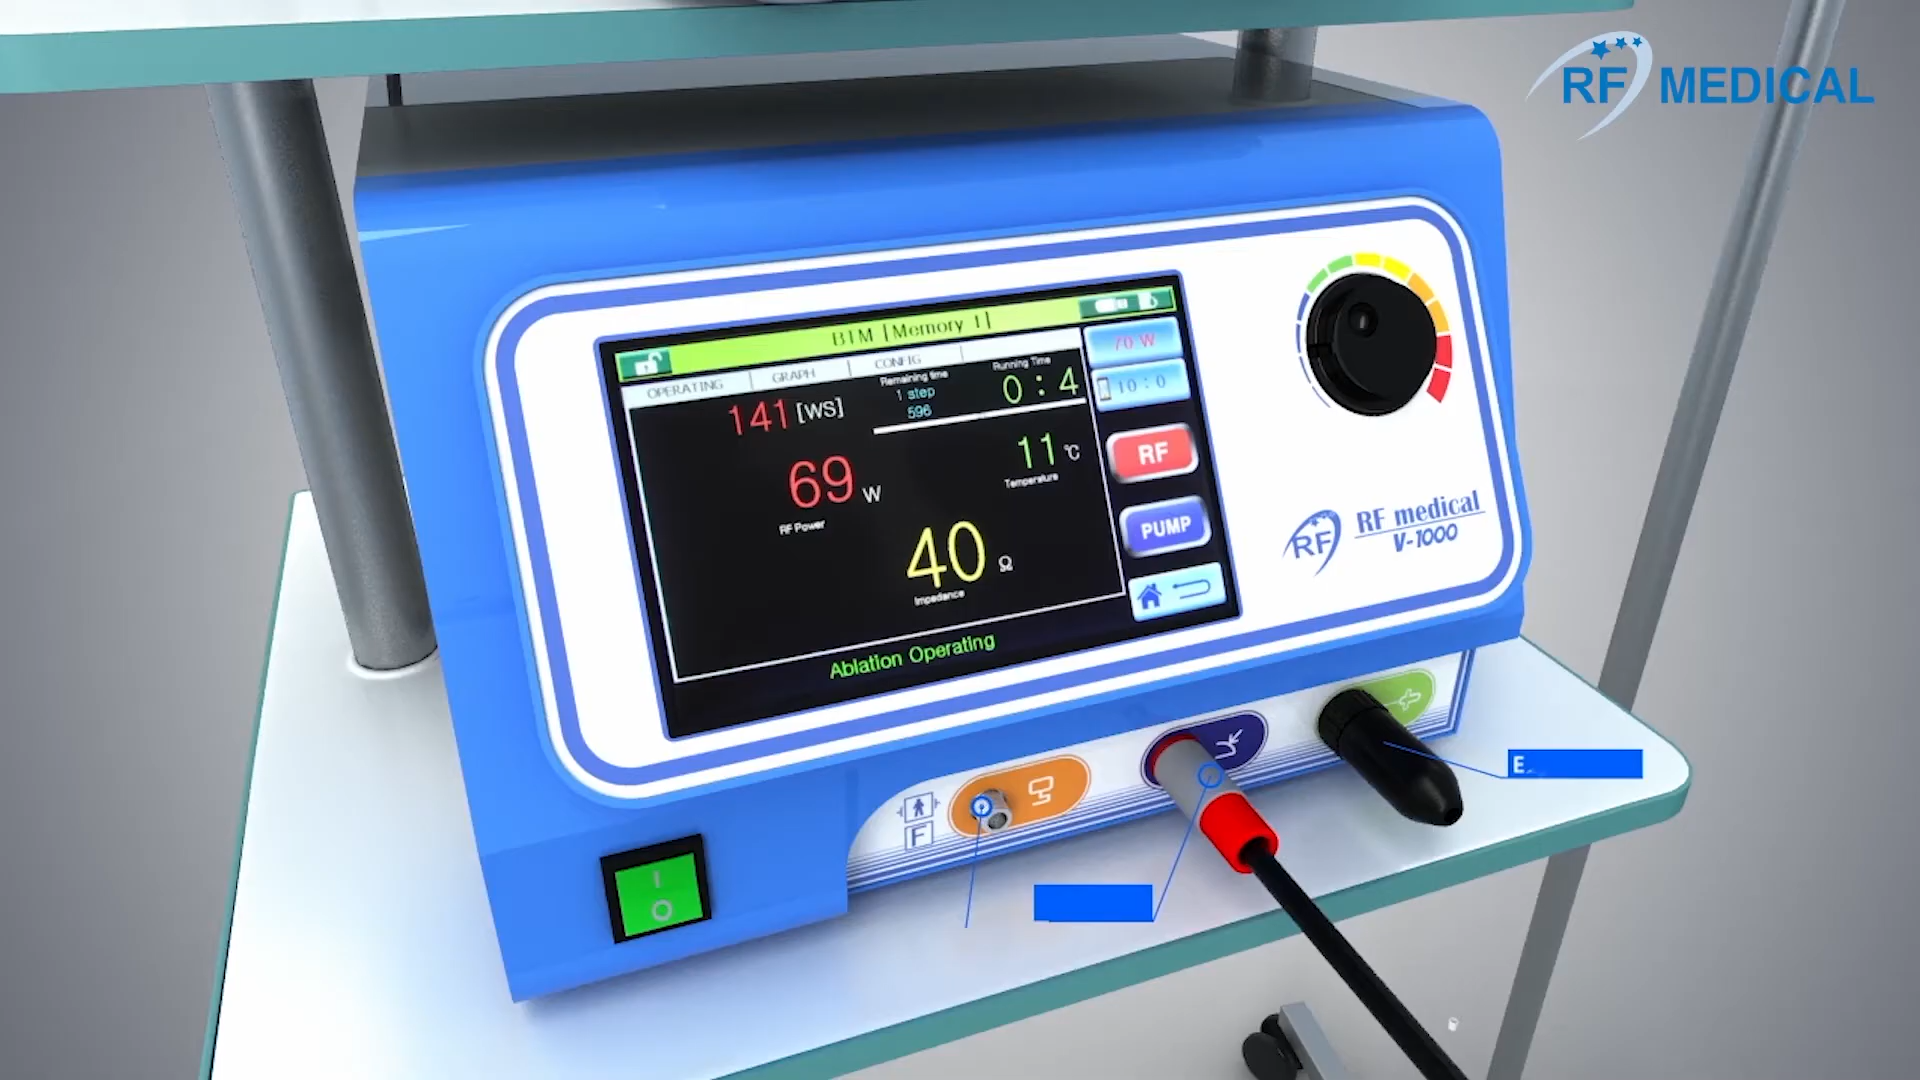 RF MEDICAL
BTM [Memory 1]
OPERATING
GRAPH
CONFIG
Remaining time
1 step
596
Running Time
0 : 4
70 W
10 : 0
141 [WS]
69 W
RF Power
11 °C
Temperature
40 Ω
Impedance
RF
PUMP
Ablation Operating
RF
RF medical
V-1000
F
I
O
E